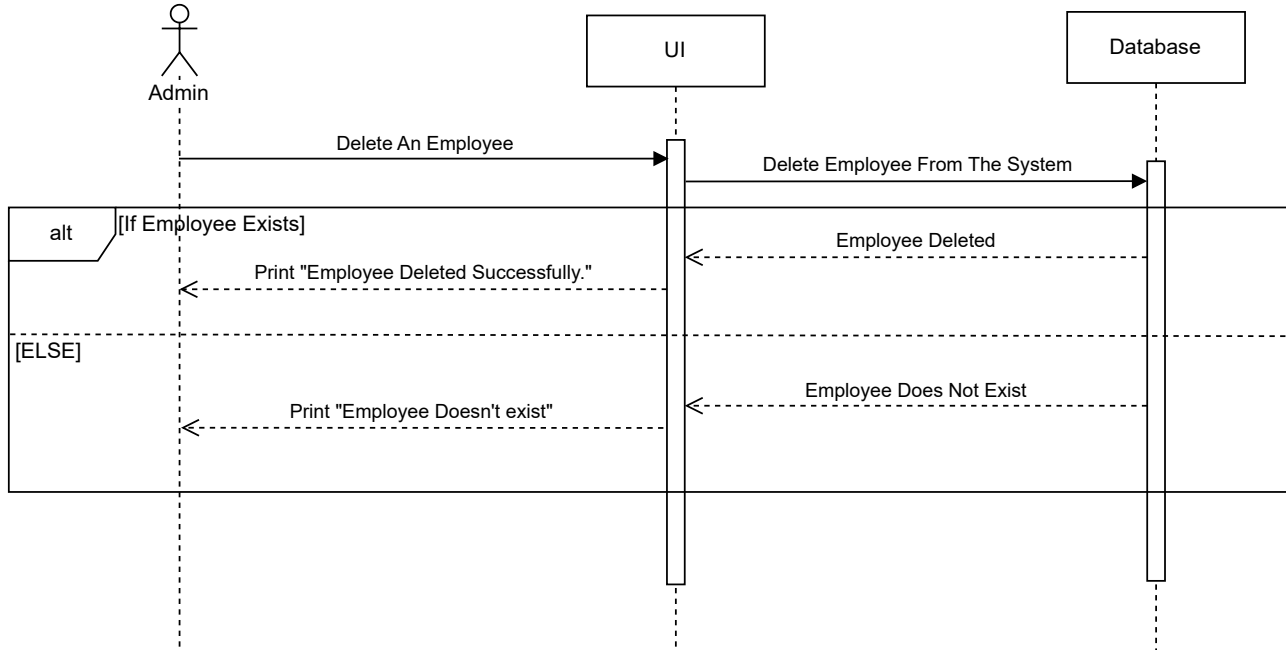 Admin
UI
Database
Delete An Employee
Delete Employee From The System
alt
[If Employee Exists]
Employee Deleted
Print "Employee Deleted Successfully."
[ELSE]
Employee Does Not Exist
Print "Employee Doesn't exist"